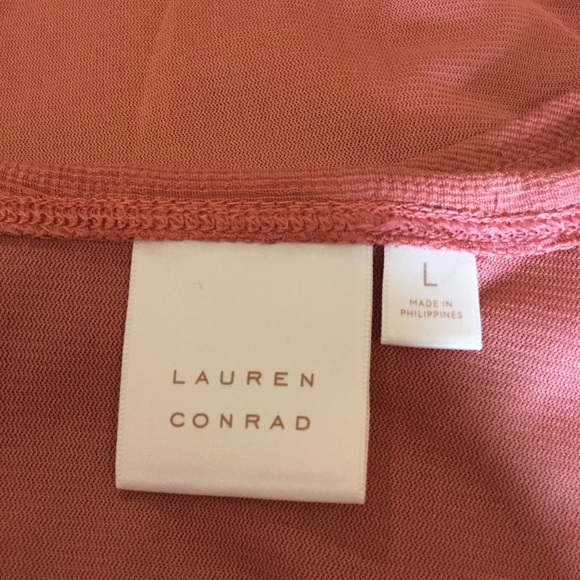 LAUREN
CONRAD
L
MADE IN
PHILIPPINES